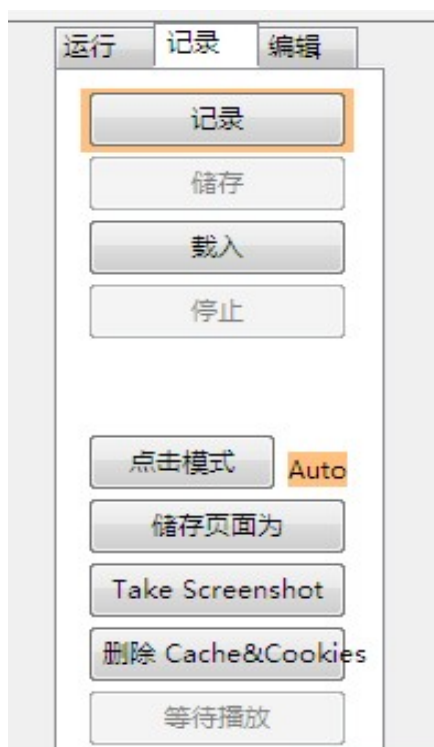 运行 记录 编辑
记录
储存
载入
停止
点击模式 Auto
储存页面为
Take Screenshot
删除 Cache&Cookies
等待播放